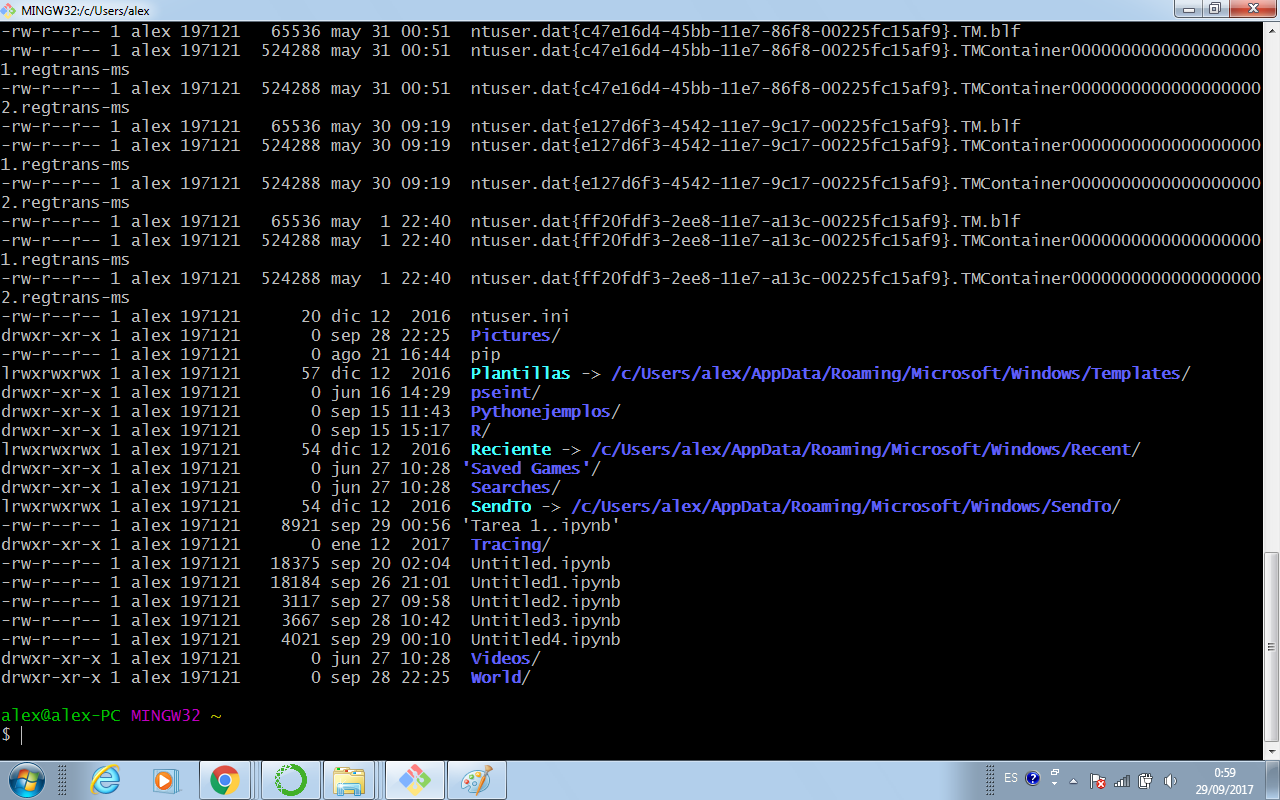 MINGW32:/c/Users/alex
-rw-r--r-- 1 alex 197121   65536 may 31 00:51  ntuser.dat{c47e16d4-45bb-11e7-86f8-00225fc15af9}.TM.blf
-rw-r--r-- 1 alex 197121  524288 may 31 00:51  ntuser.dat{c47e16d4-45bb-11e7-86f8-00225fc15af9}.TMContainer0000000000000000000
1.regtrans-ms
-rw-r--r-- 1 alex 197121  524288 may 31 00:51  ntuser.dat{c47e16d4-45bb-11e7-86f8-00225fc15af9}.TMContainer0000000000000000000
2.regtrans-ms
-rw-r--r-- 1 alex 197121   65536 may 30 09:19  ntuser.dat{e127d6f3-4542-11e7-9c17-00225fc15af9}.TM.blf
-rw-r--r-- 1 alex 197121  524288 may 30 09:19  ntuser.dat{e127d6f3-4542-11e7-9c17-00225fc15af9}.TMContainer0000000000000000000
1.regtrans-ms
-rw-r--r-- 1 alex 197121  524288 may 30 09:19  ntuser.dat{e127d6f3-4542-11e7-9c17-00225fc15af9}.TMContainer0000000000000000000
2.regtrans-ms
-rw-r--r-- 1 alex 197121   65536 may  1 22:40  ntuser.dat{ff20fdf3-2ee8-11e7-a13c-00225fc15af9}.TM.blf
-rw-r--r-- 1 alex 197121  524288 may  1 22:40  ntuser.dat{ff20fdf3-2ee8-11e7-a13c-00225fc15af9}.TMContainer0000000000000000000
1.regtrans-ms
-rw-r--r-- 1 alex 197121  524288 may  1 22:40  ntuser.dat{ff20fdf3-2ee8-11e7-a13c-00225fc15af9}.TMContainer0000000000000000000
2.regtrans-ms
-rw-r--r-- 1 alex 197121      20 dic 12  2016  ntuser.ini
drwxr-xr-x 1 alex 197121       0 sep 28 22:25  Pictures/
-rw-r--r-- 1 alex 197121       0 ago 21 16:44  pip
lrwxrwxrwx 1 alex 197121      57 dic 12  2016  Plantillas -> /c/Users/alex/AppData/Roaming/Microsoft/Windows/Templates/
drwxr-xr-x 1 alex 197121       0 jun 16 14:29  pseint/
drwxr-xr-x 1 alex 197121       0 sep 15 11:43  Pythonejemplos/
drwxr-xr-x 1 alex 197121       0 sep 15 15:17  R/
lrwxrwxrwx 1 alex 197121      54 dic 12  2016  Reciente -> /c/Users/alex/AppData/Roaming/Microsoft/Windows/Recent/
drwxr-xr-x 1 alex 197121       0 jun 27 10:28 'Saved Games'/
drwxr-xr-x 1 alex 197121       0 jun 27 10:28  Searches/
lrwxrwxrwx 1 alex 197121      54 dic 12  2016  SendTo -> /c/Users/alex/AppData/Roaming/Microsoft/Windows/SendTo/
-rw-r--r-- 1 alex 197121    8921 sep 29 00:56 'Tarea 1..ipynb'
drwxr-xr-x 1 alex 197121       0 ene 12  2017  Tracing/
-rw-r--r-- 1 alex 197121   18375 sep 20 02:04  Untitled.ipynb
-rw-r--r-- 1 alex 197121   18184 sep 26 21:01  Untitled1.ipynb
-rw-r--r-- 1 alex 197121    3117 sep 27 09:58  Untitled2.ipynb
-rw-r--r-- 1 alex 197121    3667 sep 28 10:42  Untitled3.ipynb
-rw-r--r-- 1 alex 197121    4021 sep 29 00:10  Untitled4.ipynb
drwxr-xr-x 1 alex 197121       0 jun 27 10:28  Videos/
drwxr-xr-x 1 alex 197121       0 sep 28 22:25  World/
alex@alex-PC MINGW32 ~
$
ES
0:59
29/09/2017